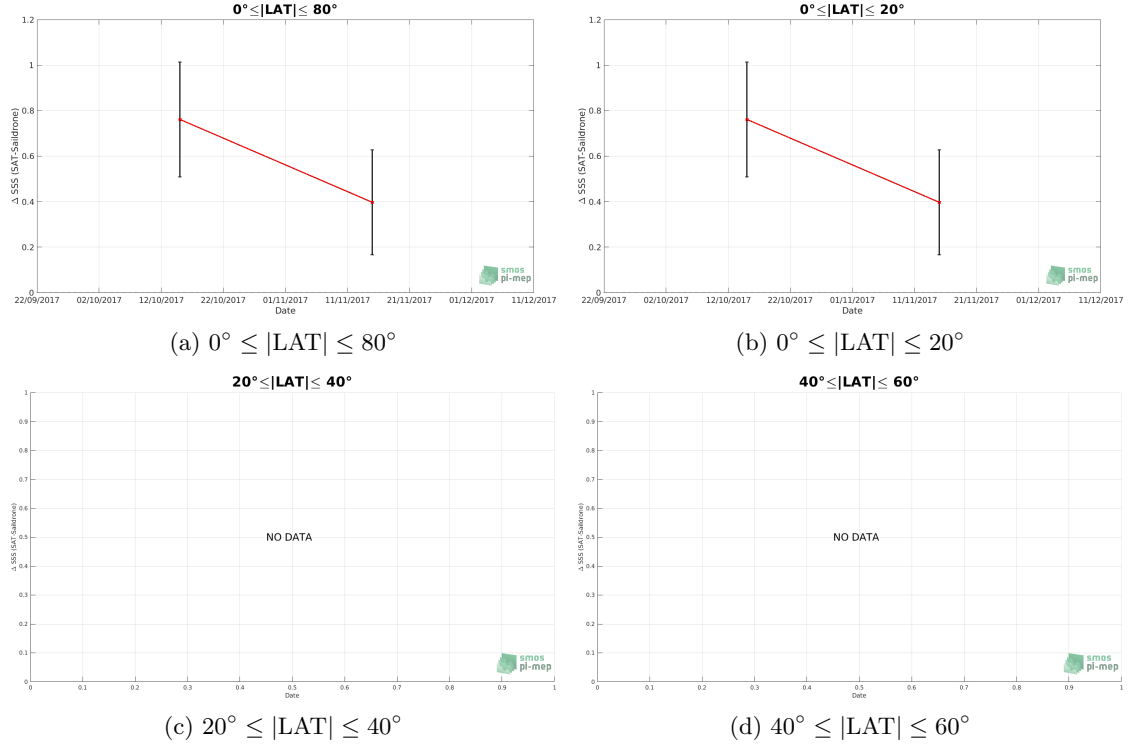 0°≤|LAT|≤ 80°
1.2
1
0.8
0.6
0.4
0.2
0
Δ SSS (SAT-Saildrone)
22/09/2017 02/10/2017 12/10/2017 22/10/2017 01/11/2017 11/11/2017 21/11/2017 01/12/2017 11/12/2017
Date
smos
pi-mep
(a) 0° ≤ |LAT| ≤ 80°
0°≤|LAT|≤ 20°
1.2
1
0.8
0.6
0.4
0.2
0
Δ SSS (SAT-Saildrone)
22/09/2017 02/10/2017 12/10/2017 22/10/2017 01/11/2017 11/11/2017 21/11/2017 01/12/2017 11/12/2017
Date
smos
pi-mep
(b) 0° ≤ |LAT| ≤ 20°
20°≤|LAT|≤ 40°
1
0.9
0.8
0.7
0.6
0.5
0.4
0.3
0.2
0.1
0
Δ SSS (SAT-Saildrone)
NO DATA
0 0.1 0.2 0.3 0.4 0.5 0.6 0.7 0.8 0.9 1
Date
smos
pi-mep
(c) 20° ≤ |LAT| ≤ 40°
40°≤|LAT|≤ 60°
1
0.9
0.8
0.7
0.6
0.5
0.4
0.3
0.2
0.1
0
Δ SSS (SAT-Saildrone)
NO DATA
0 0.1 0.2 0.3 0.4 0.5 0.6 0.7 0.8 0.9 1
Date
smos
pi-mep
(d) 40° ≤ |LAT| ≤ 60°